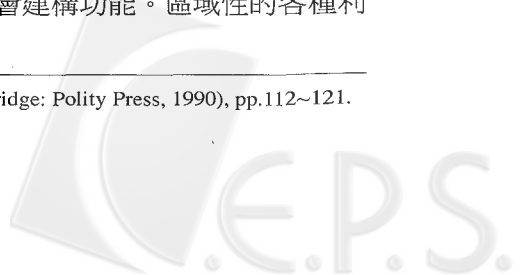 會建構功能。區域性的各種利
ridge: Polity Press, 1990), pp.112~121.
C.E.P.S.